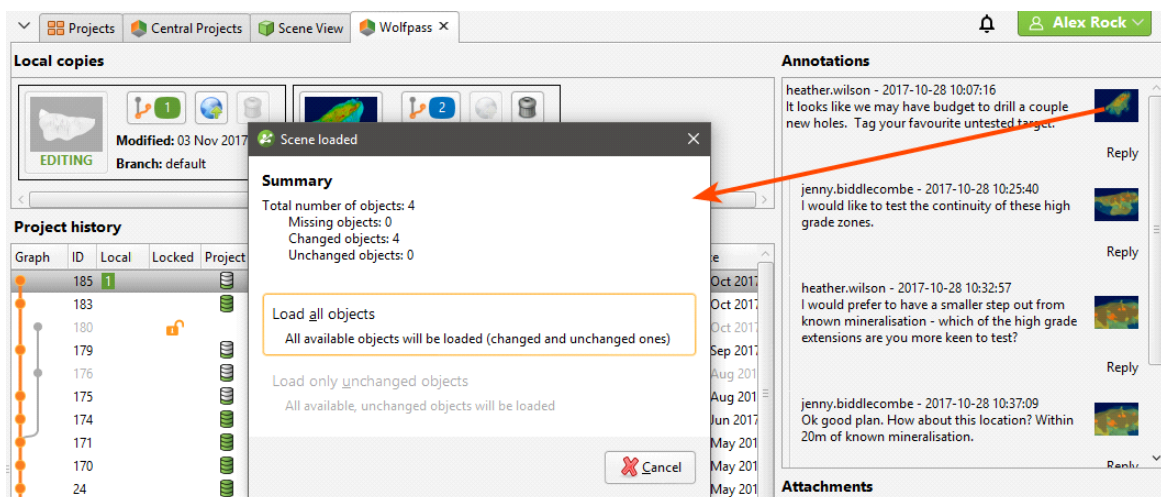 Projects
Central Projects
Scene View
Wolfpass
Alex Rock
Local copies
1
2
EDITING
Modified: 03 Nov 2017
Branch: default
Project history
Graph ID Local Locked Project
185 1 Oct 2017
183 Oct 2017
180 Oct 201
179 Sep 2017
176 Aug 201
175 Aug 201
174 Jun 2017
171 May 201
170 May 201
24 May 201
Scene loaded
Summary
Total number of objects: 4
Missing objects: 0
Changed objects: 4
Unchanged objects: 0
Load all objects
All available objects will be loaded (changed and unchanged ones)
Load only unchanged objects
All available, unchanged objects will be loaded
Cancel
Annotations
heather.wilson - 2017-10-28 10:07:16
It looks like we may have budget to drill a couple
new holes. Tag your favourite untested target.
Reply
jenny.biddlecombe - 2017-10-28 10:25:40
I would like to test the continuity of these high
grade zones.
Reply
heather.wilson - 2017-10-28 10:32:57
I would prefer to have a smaller step out from
known mineralisation - which of the high grade
extensions are you more keen to test?
Reply
jenny.biddlecombe - 2017-10-28 10:37:09
Ok good plan. How about this location? Within
20m of known mineralisation.
Reply
Attachments